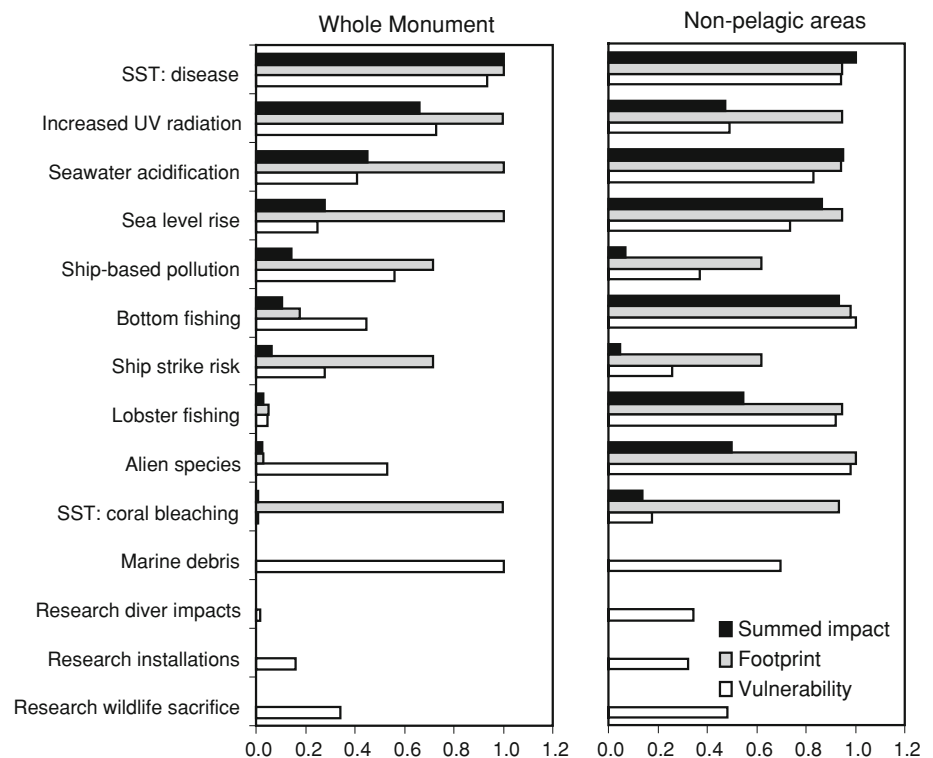 Whole Monument
Non-pelagic areas
SST: disease
Increased UV radiation
Seawater acidification
Sea level rise
Ship-based pollution
Bottom fishing
Ship strike risk
Lobster fishing
Alien species
SST: coral bleaching
Marine debris
Research diver impacts
Research installations
Research wildlife sacrifice
Summed impact
Footprint
Vulnerability
0.0 0.2 0.4 0.6 0.8 1.0 1.2
0.0 0.2 0.4 0.6 0.8 1.0 1.2